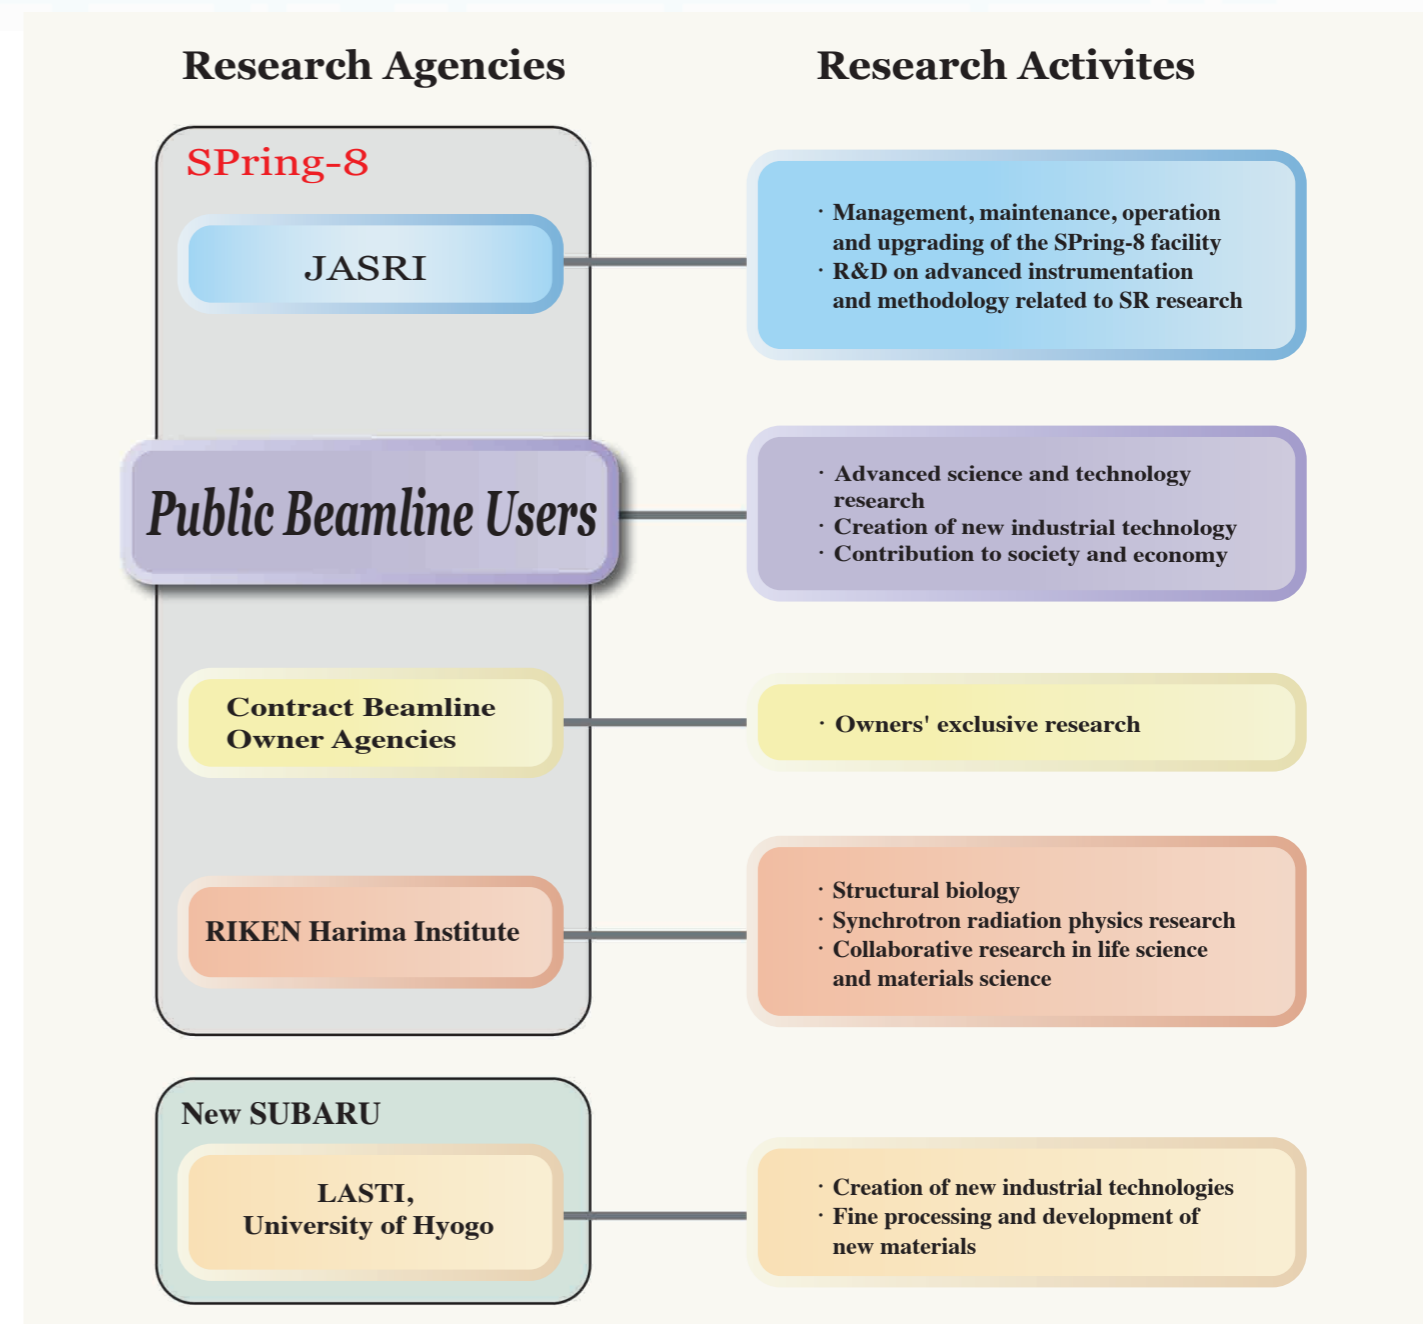 Research Agencies
Research Activites
SPring-8
JASRI
· Management, maintenance, operation
and upgrading of the SPring-8 facility
· R&D on advanced instrumentation
and methodology related to SR research
Public Beamline Users
· Advanced science and technology
research
· Creation of new industrial technology
· Contribution to society and economy
Contract Beamline
Owner Agencies
· Owners' exclusive research
RIKEN Harima Institute
· Structural biology
· Synchrotron radiation physics research
· Collaborative research in life science
and materials science
New SUBARU
LASTI,
University of Hyogo
· Creation of new industrial technologies
· Fine processing and development of
new materials